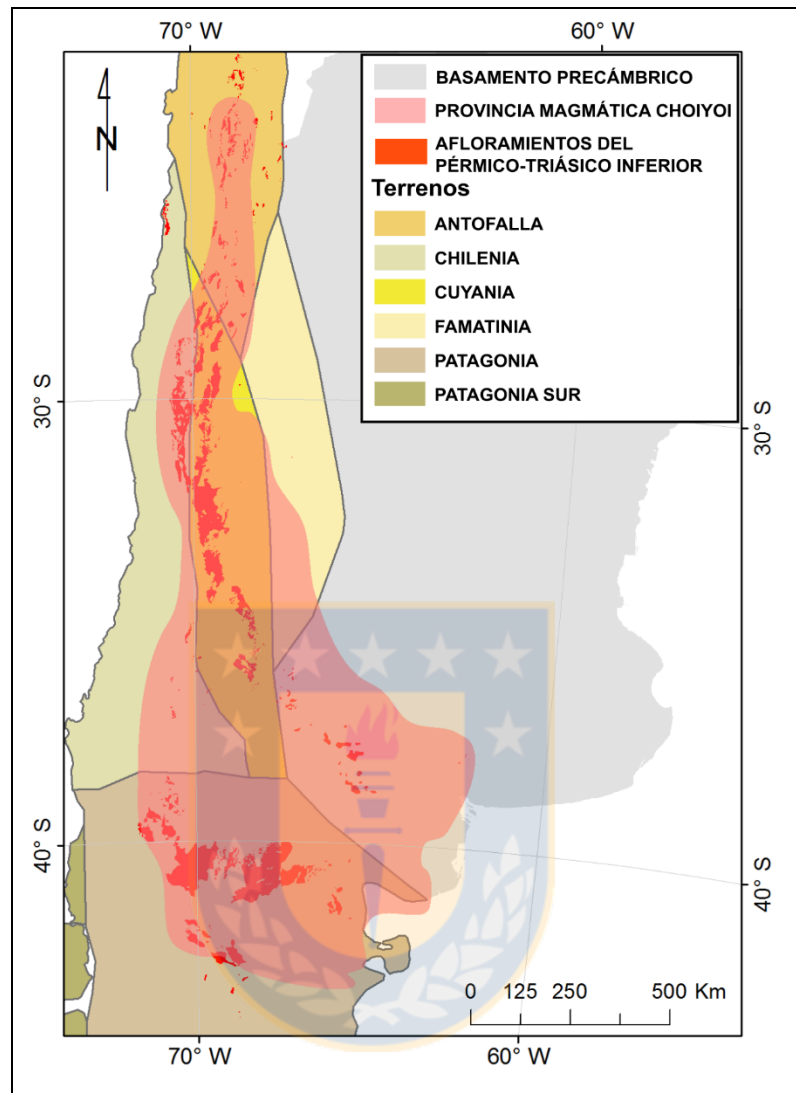 70° W
60° W
N
BASAMENTO PRECÁMBRICO
PROVINCIA MAGMÁTICA CHOIYOI
AFLORAMIENTOS DEL
PÉRMICO-TRIÁSICO INFERIOR
Terrenos
ANTOFALLA
CHILENIA
CUYANIA
FAMATINIA
PATAGONIA
PATAGONIA SUR
30° S
30° S
40° S
40° S
0 125 250 500 Km
70° W
60° W